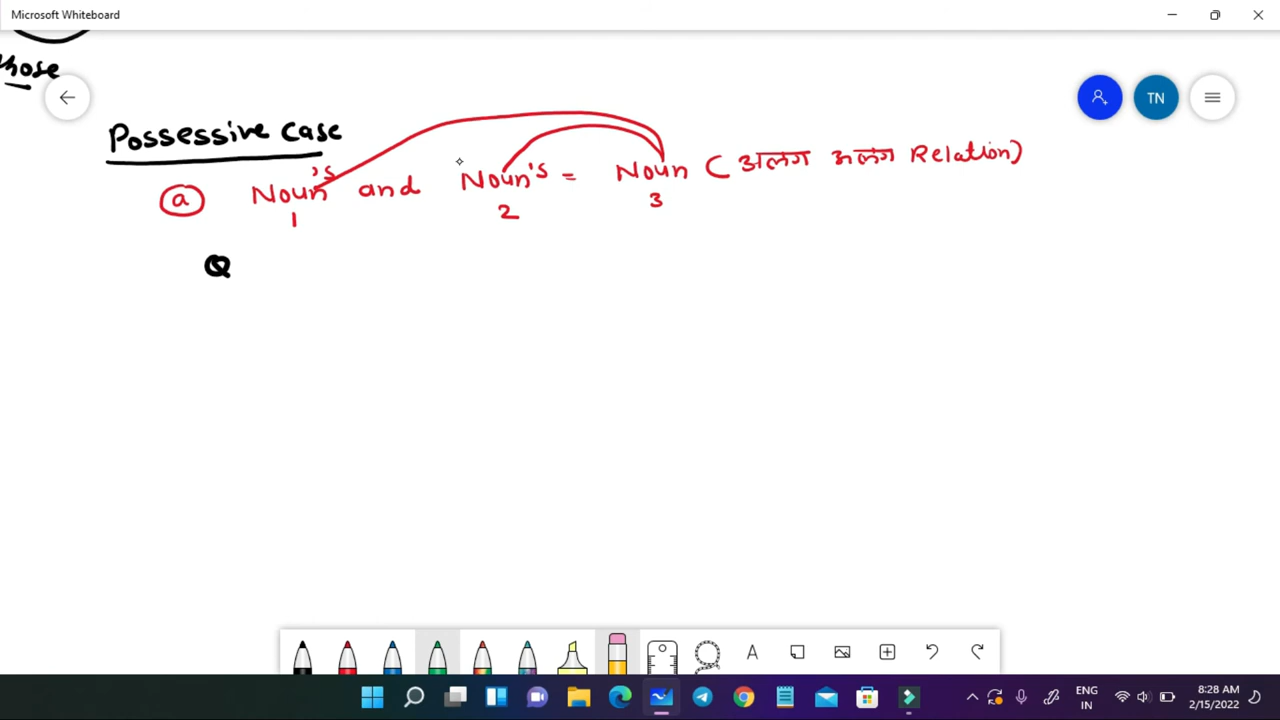 Microsoft Whiteboard
those
TN
Possessive Case
(a) Noun's and Noun's = Noun (अलग अलग Relation)
1 2 3
Q
A
ENG
IN
8:28 AM
2/15/2022